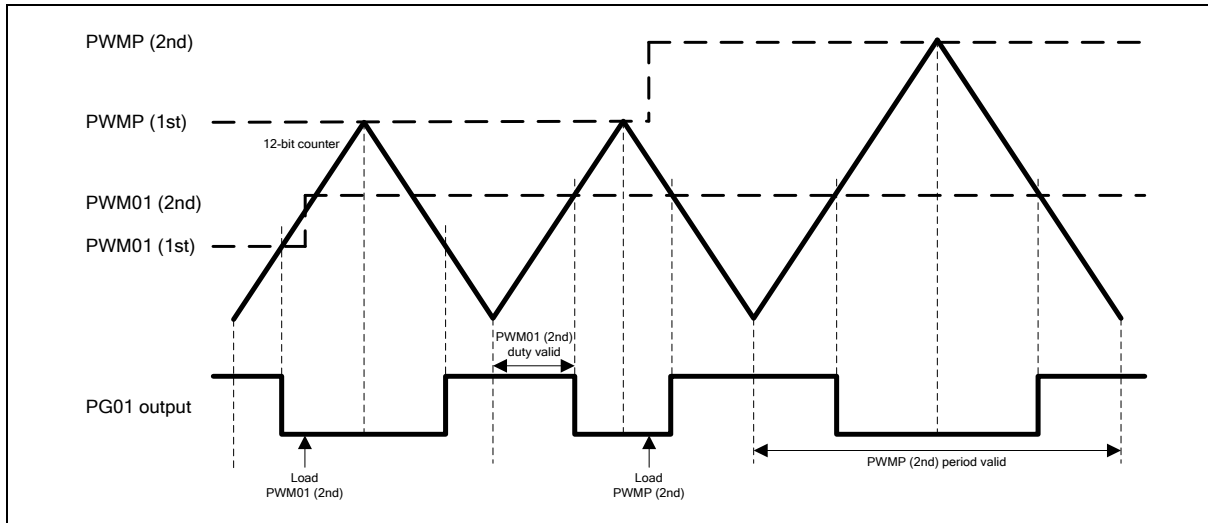 PWMP (2nd)
PWMP (1st)
12-bit counter
PWM01 (2nd)
PWM01 (1st)
PWM01 (2nd)
duty valid
PG01 output
PWMP (2nd) period valid
Load
PWM01 (2nd)
Load
PWMP (2nd)